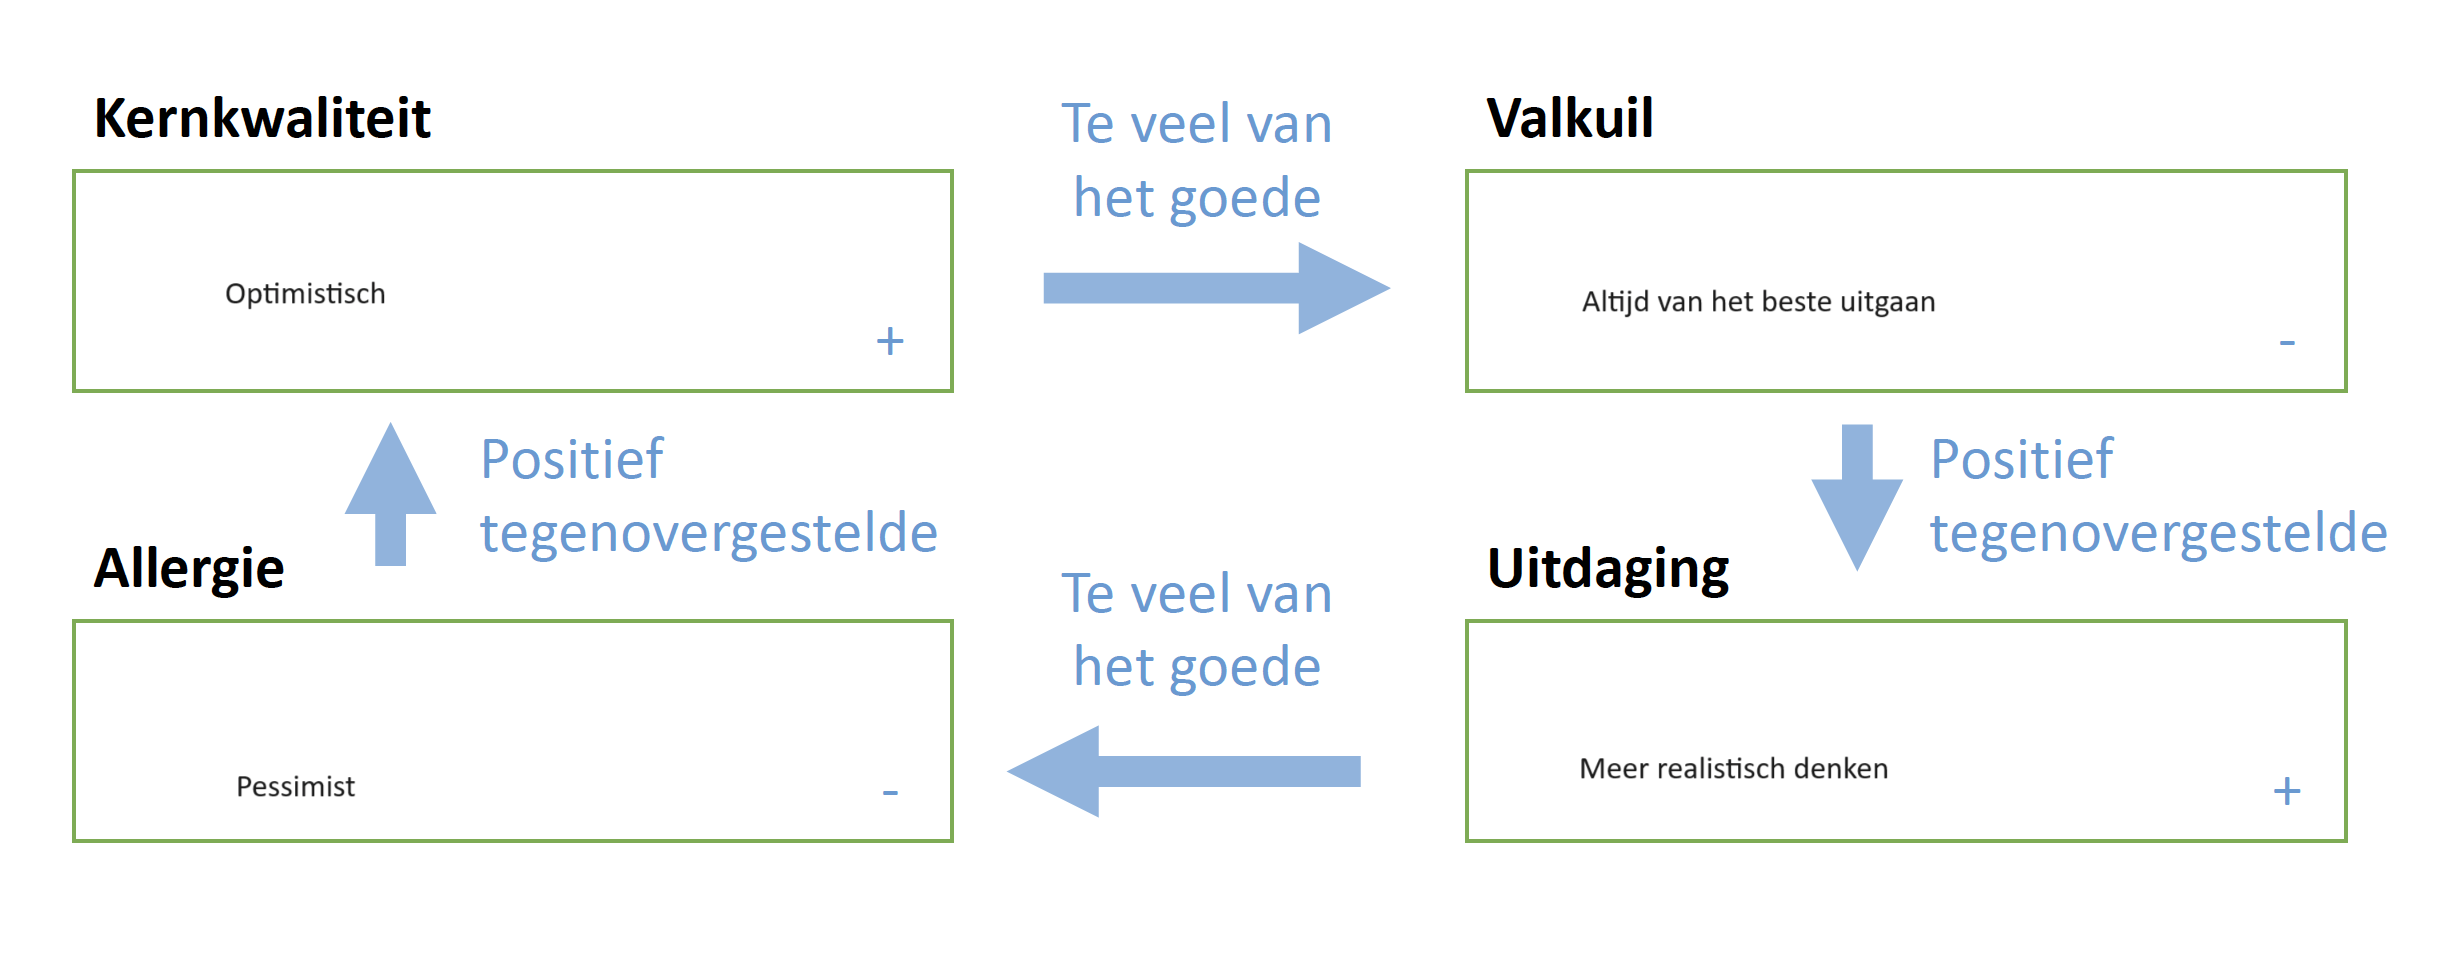 Kernkwaliteit
Te veel van
het goede
Valkuil
Optimistisch
+
Altijd van het beste uitgaan
-
Positief
tegenovergestelde
Positief
tegenovergestelde
Allergie
Te veel van
het goede
Uitdaging
Pessimist
-
Meer realistisch denken
+